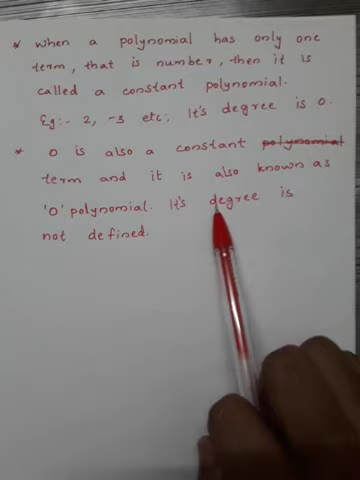 * When a polynomial has only one
term, that is number, then it is
called a constant polynomial.
Eg:- 2, -3 etc: It's degree is 0.
* 0 is also a constant polynomial
term and it is also known as
'0' polynomial. It's degree is
not defined.